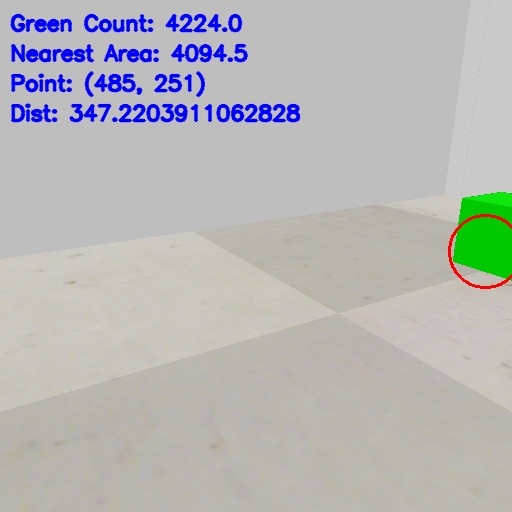 Green Count: 4224.0
Nearest Area: 4094.5
Point: (485, 251)
Dist: 347.2203911062828